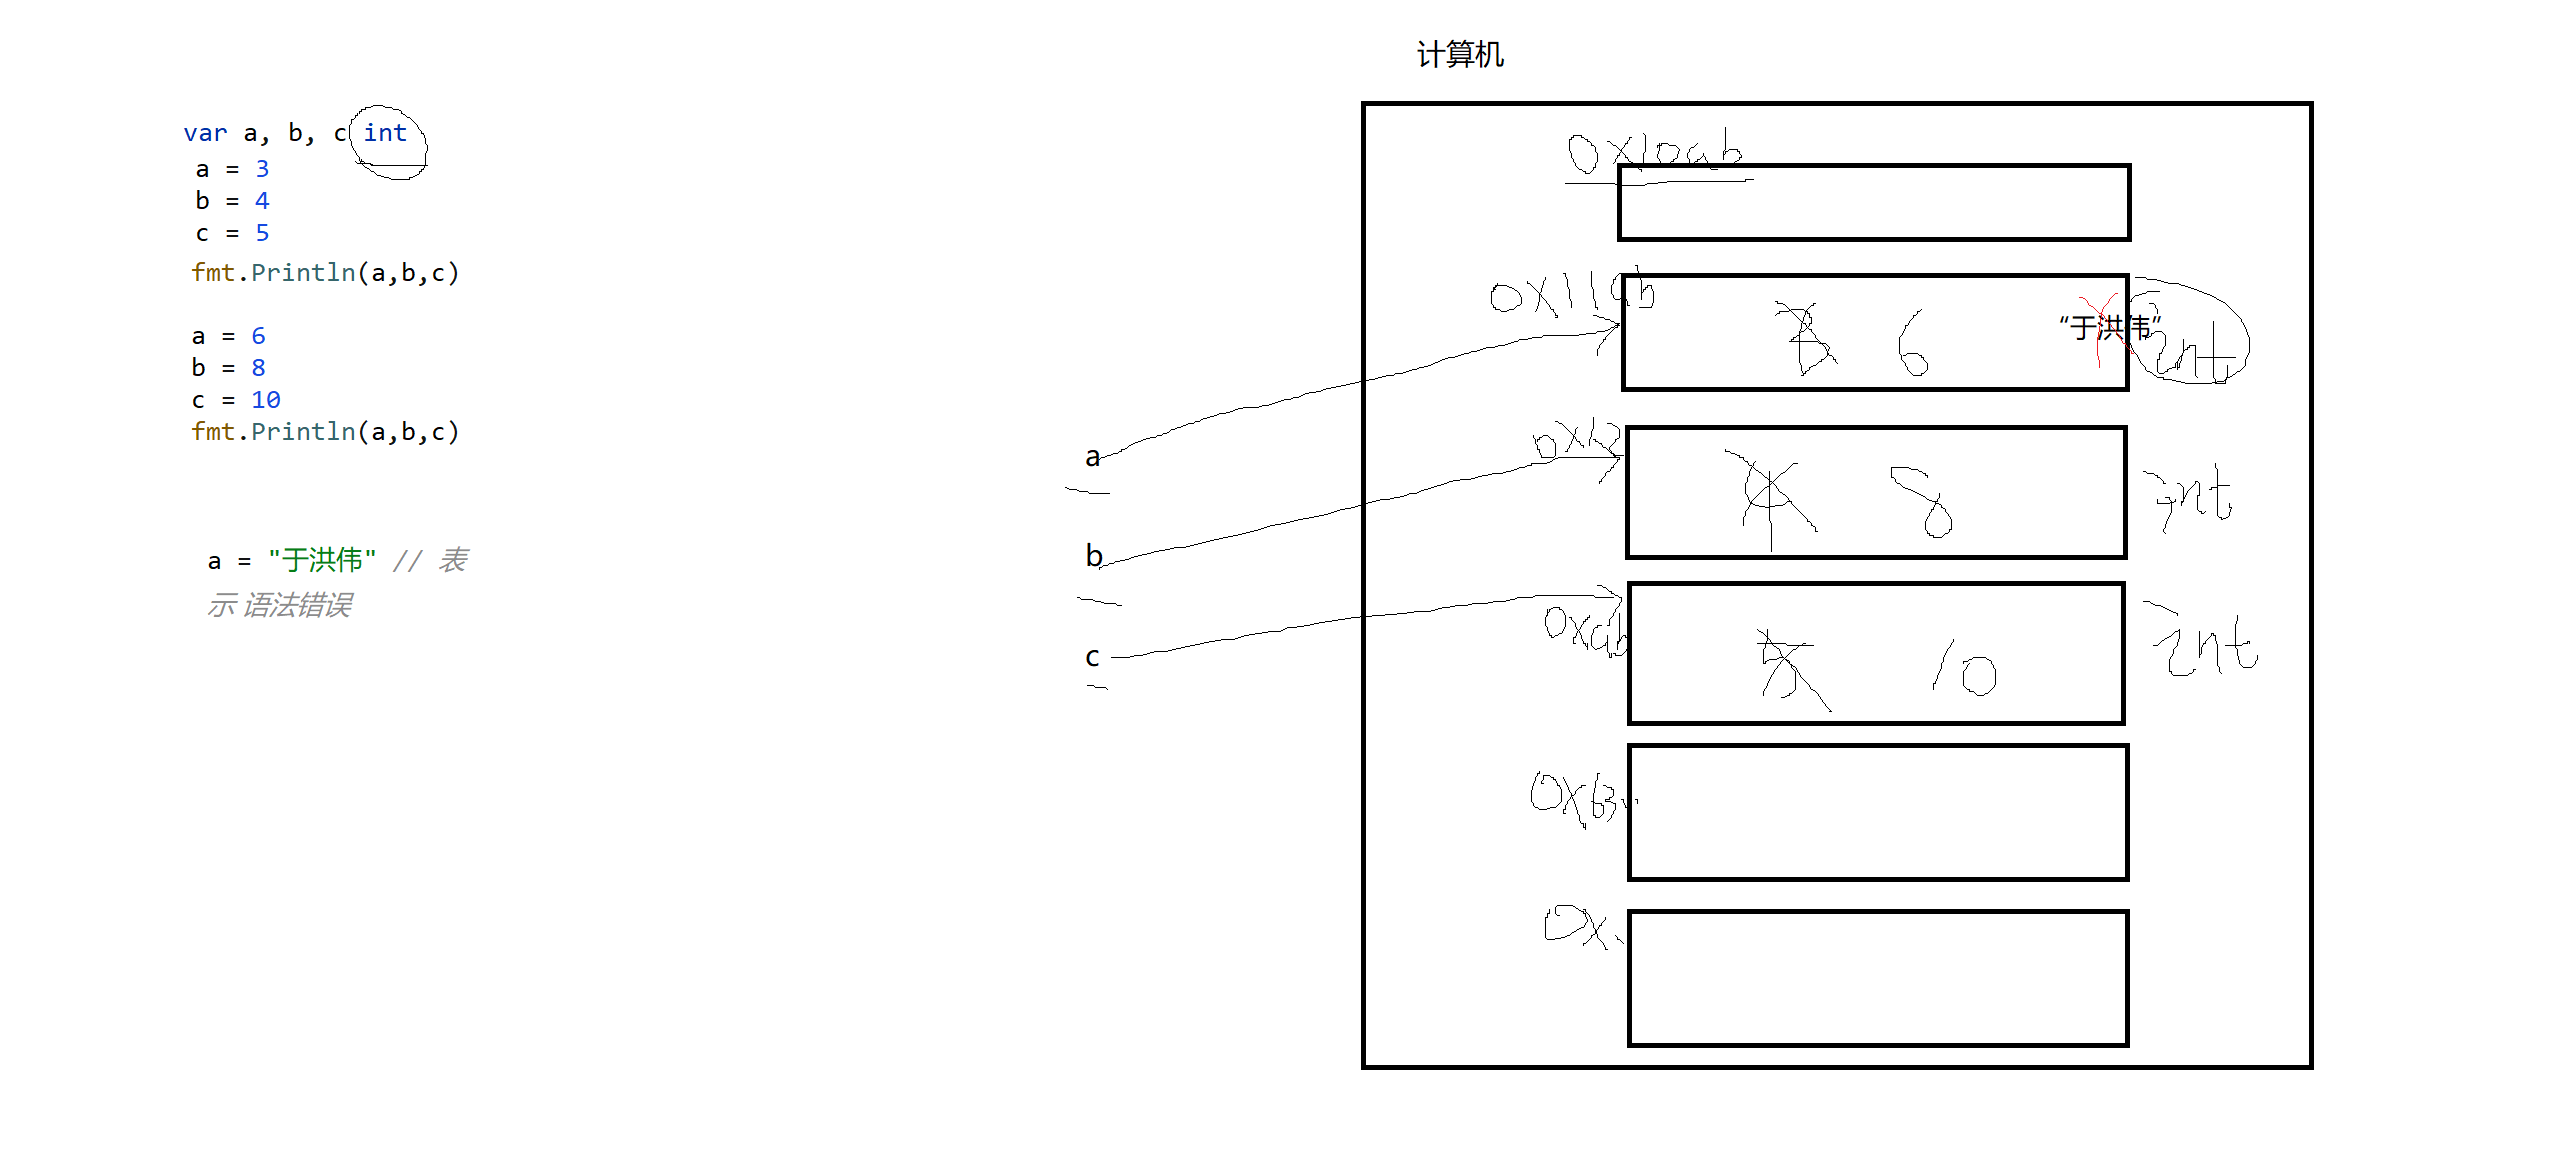 计算机
var a, b, c int
a = 3
b = 4
c = 5
fmt.Println(a,b,c)
a = 6
b = 8
c = 10
fmt.Println(a,b,c)
a = "于洪伟" // 表
示 语法错误
a
b
c
0x10ab
0x11ab
3 6 “于洪伟” int
4 8 int
0xab
5 10 int
0x